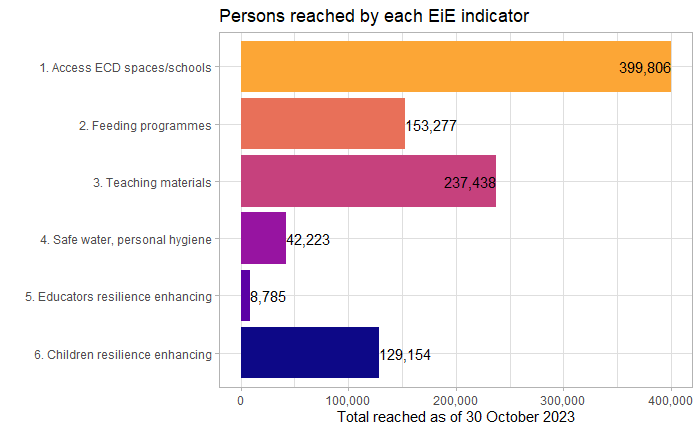 Persons reached by each EiE indicator
1. Access ECD spaces/schools
399,806
2. Feeding programmes
153,277
3. Teaching materials
237,438
4. Safe water, personal hygiene
42,223
5. Educators resilience enhancing
8,785
6. Children resilience enhancing
129,154
0 100,000 200,000 300,000 400,000
Total reached as of 30 October 2023